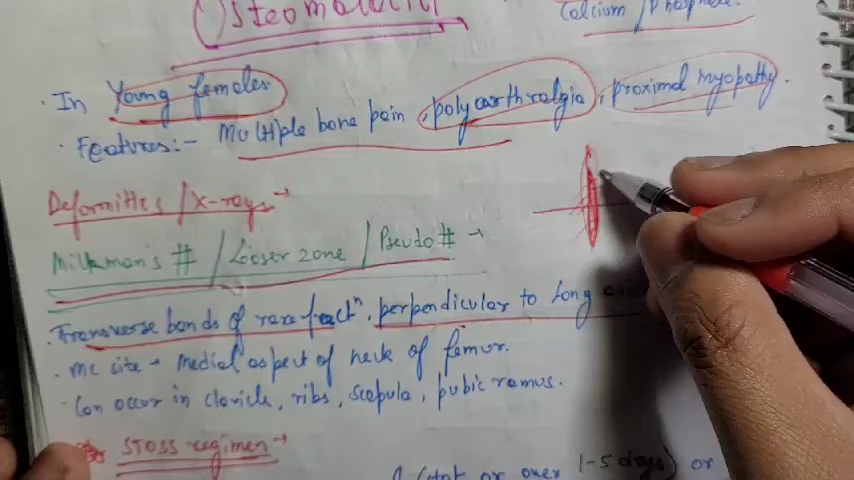 Osteomalacia
Calcium / Phosphate.
· In Young females
· Features:- Multiple bone pain, polyarthralgia, proximal myopathy.
Deformities / X-rays →
Milkman's # / Looser zone / Pseudo # →
· Transverse bands of rarefactⁿ, perpendicular to Long
· mc site → medial aspect of neck of femur.
· Can occur in clavicle, ribs, scapula, pubic ramus.
STOSS regimen →
or over 1-5 days) or